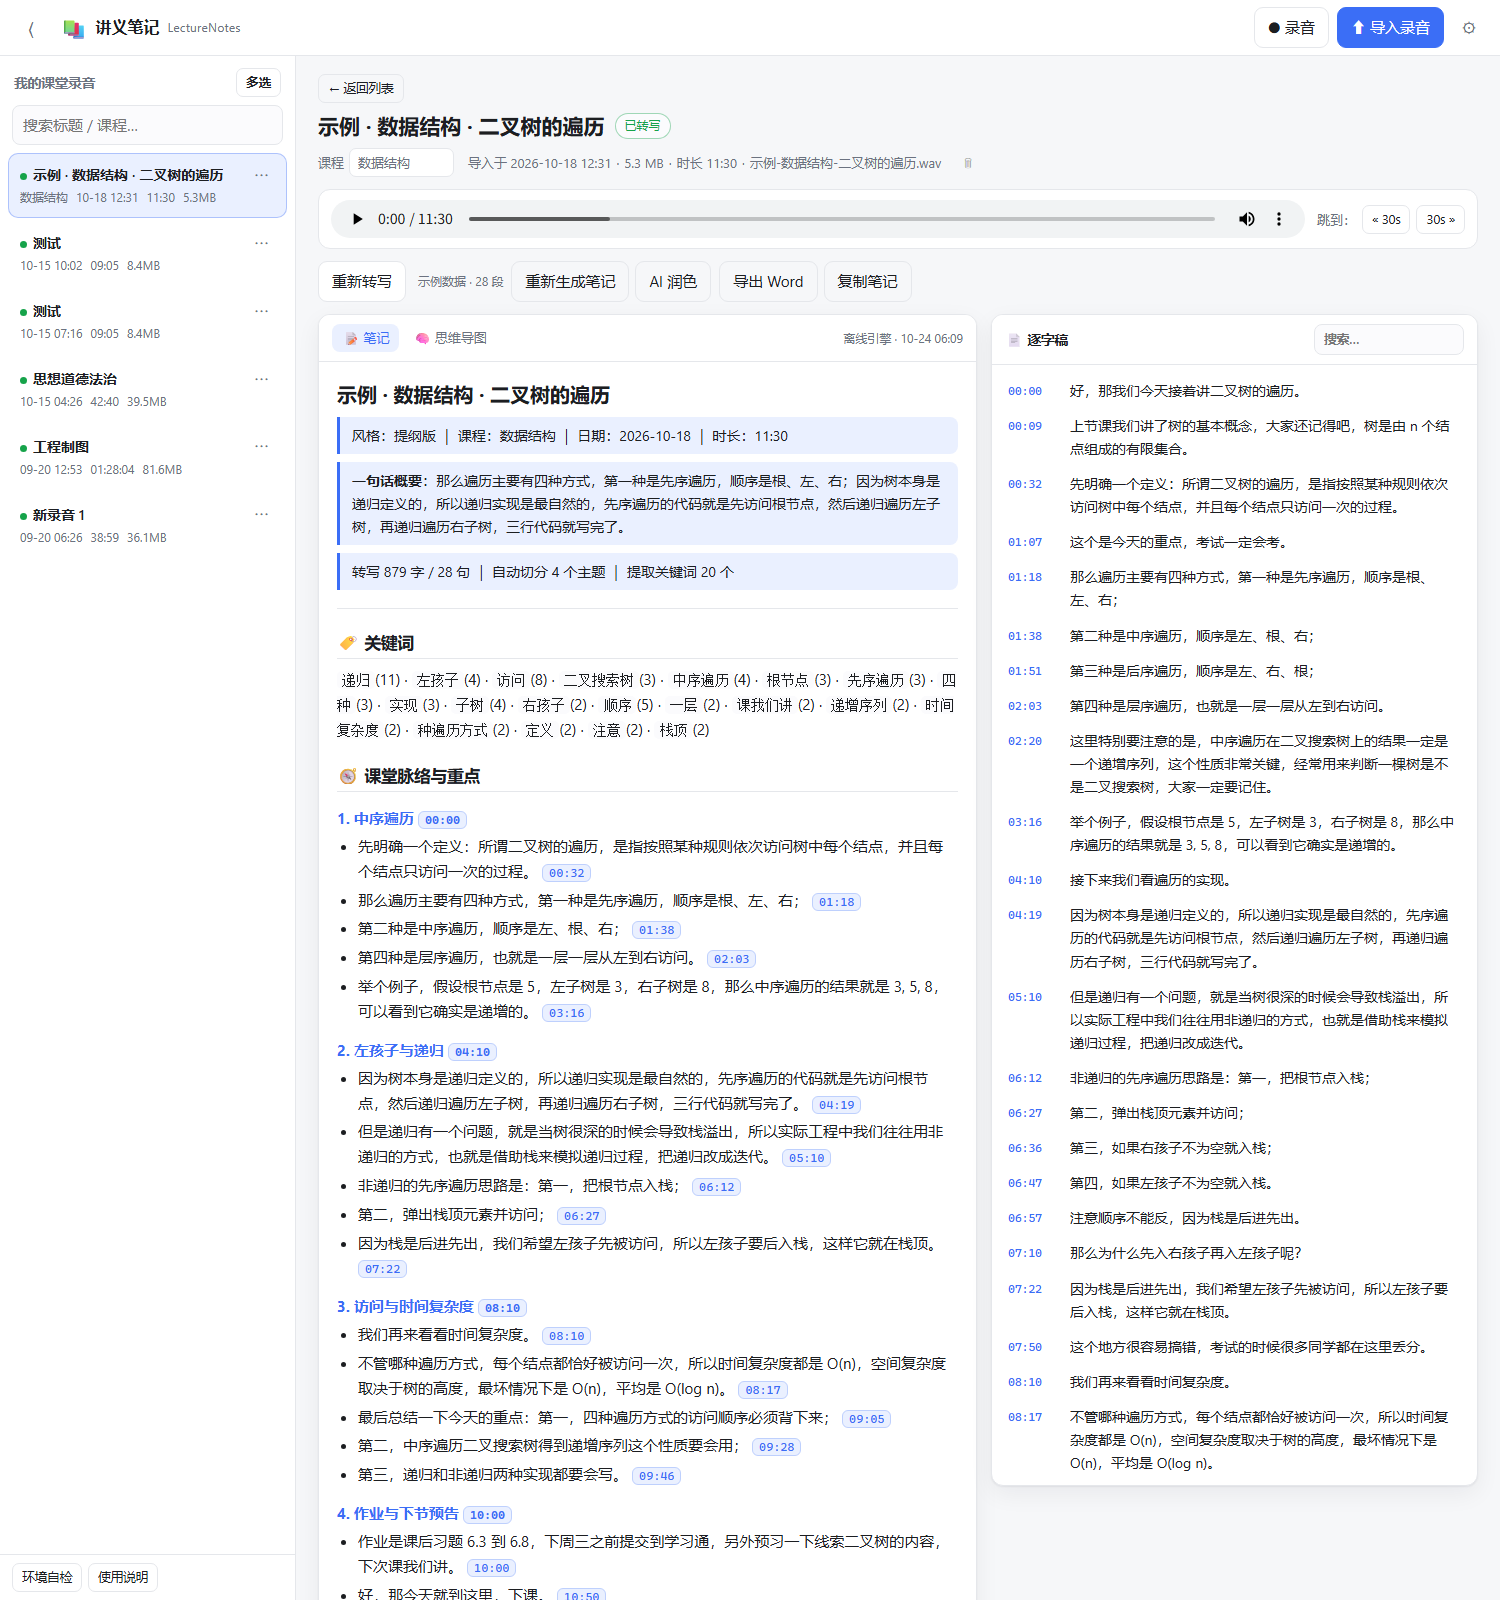 讲义笔记 LectureNotes
录音
导入录音
我的课堂录音
多选
搜索标题 / 课程...
示例 · 数据结构 · 二叉树的遍历
数据结构 10-18 12:31 11:30 5.3MB
测试
10-15 10:02 09:05 8.4MB
测试
10-15 07:16 09:05 8.4MB
思想道德法治
10-15 04:26 42:40 39.5MB
工程制图
09-20 12:53 01:28:04 81.6MB
新录音 1
09-20 06:26 38:59 36.1MB
环境自检
使用说明
← 返回列表
示例 · 数据结构 · 二叉树的遍历 已转写
课程 数据结构 导入于 2026-10-18 12:31 · 5.3 MB · 时长 11:30 · 示例-数据结构-二叉树的遍历.wav
0:00 / 11:30
跳到：
« 30s
30s »
重新转写
示例数据 · 28 段
重新生成笔记
AI 润色
导出 Word
复制笔记
笔记
思维导图
离线引擎 · 10-24 06:09
示例 · 数据结构 · 二叉树的遍历
风格：提纲版 | 课程：数据结构 | 日期：2026-10-18 | 时长：11:30
一句话概要：那么遍历主要有四种方式，第一种是先序遍历，顺序是根、左、右；因为树本身是
递归定义的，所以递归实现是最自然的，先序遍历的代码就是先访问根节点，然后递归遍历左子
树，再递归遍历右子树，三行代码就写完了。
转写 879 字 / 28 句 | 自动切分 4 个主题 | 提取关键词 20 个
关键词
递归 (11) · 左孩子 (4) · 访问 (8) · 二叉搜索树 (3) · 中序遍历 (4) · 根节点 (3) · 先序遍历 (3) · 四
种 (3) · 实现 (3) · 子树 (4) · 右孩子 (2) · 顺序 (5) · 一层 (2) · 课我们讲 (2) · 递增序列 (2) · 时间
复杂度 (2) · 种遍历方式 (2) · 定义 (2) · 注意 (2) · 栈顶 (2)
课堂脉络与重点
1. 中序遍历 00:00
• 先明确一个定义：所谓二叉树的遍历，是指按照某种规则依次访问树中每个结点，并且每
个结点只访问一次的过程。 00:32
• 那么遍历主要有四种方式，第一种是先序遍历，顺序是根、左、右； 01:18
• 第二种是中序遍历，顺序是左、根、右； 01:38
• 第四种是层序遍历，也就是一层一层从左到右访问。 02:03
• 举个例子，假设根节点是 5，左子树是 3，右子树是 8，那么中序遍历的结果就是 3, 5, 8，
可以看到它确实是递增的。 03:16
2. 左孩子与递归 04:10
• 因为树本身是递归定义的，所以递归实现是最自然的，先序遍历的代码就是先访问根节
点，然后递归遍历左子树，再递归遍历右子树，三行代码就写完了。 04:19
• 但是递归有一个问题，就是当树很深的时候会导致栈溢出，所以实际工程中我们往往用非
递归的方式，也就是借助栈来模拟递归过程，把递归改成迭代。 05:10
• 非递归的先序遍历思路是：第一，把根节点入栈； 06:12
• 第二，弹出栈顶元素并访问； 06:27
• 因为栈是后进先出，我们希望左孩子先被访问，所以左孩子要后入栈，这样它就在栈顶。
07:22
3. 访问与时间复杂度 08:10
• 我们再来看看时间复杂度。 08:10
• 不管哪种遍历方式，每个结点都恰好被访问一次，所以时间复杂度都是 O(n)，空间复杂度
取决于树的高度，最坏情况下是 O(n)，平均是 O(log n)。 08:17
• 最后总结一下今天的重点：第一，四种遍历方式的访问顺序必须背下来； 09:05
• 第二，中序遍历二叉搜索树得到递增序列这个性质要会用； 09:28
• 第三，递归和非递归两种实现都要会写。 09:46
4. 作业与下节预告 10:00
• 作业是课后习题 6.3 到 6.8，下周三之前提交到学习通，另外预习一下线索二叉树的内容，
下次课我们讲。 10:00
• 好，那今天就到这里，下课。 10:50
逐字稿
搜索...
00:00 好，那我们今天接着讲二叉树的遍历。
00:09 上节课我们讲了树的基本概念，大家还记得吧，树是由 n 个结
点组成的有限集合。
00:32 先明确一个定义：所谓二叉树的遍历，是指按照某种规则依次
访问树中每个结点，并且每个结点只访问一次的过程。
01:07 这个是今天的重点，考试一定会考。
01:18 那么遍历主要有四种方式，第一种是先序遍历，顺序是根、
左、右；
01:38 第二种是中序遍历，顺序是左、根、右；
01:51 第三种是后序遍历，顺序是左、右、根；
02:03 第四种是层序遍历，也就是一层一层从左到右访问。
02:20 这里特别要注意的是，中序遍历在二叉搜索树上的结果一定是
一个递增序列，这个性质非常关键，经常用来判断一棵树是不
是二叉搜索树，大家一定要记住。
03:16 举个例子，假设根节点是 5，左子树是 3，右子树是 8，那么中
序遍历的结果就是 3, 5, 8，可以看到它确实是递增的。
04:10 接下来我们看遍历的实现。
04:19 因为树本身是递归定义的，所以递归实现是最自然的，先序遍
历的代码就是先访问根节点，然后递归遍历左子树，再递归遍
历右子树，三行代码就写完了。
05:10 但是递归有一个问题，就是当树很深的时候会导致栈溢出，所
以实际工程中我们往往用非递归的方式，也就是借助栈来模拟
递归过程，把递归改成迭代。
06:12 非递归的先序遍历思路是：第一，把根节点入栈；
06:27 第二，弹出栈顶元素并访问；
06:36 第三，如果右孩子不为空就入栈；
06:47 第四，如果左孩子不为空就入栈。
06:57 注意顺序不能反，因为栈是后进先出。
07:10 那么为什么先入右孩子再入左孩子呢？
07:22 因为栈是后进先出，我们希望左孩子先被访问，所以左孩子要
后入栈，这样它就在栈顶。
07:50 这个地方很容易搞错，考试的时候很多同学都在这里丢分。
08:10 我们再来看看时间复杂度。
08:17 不管哪种遍历方式，每个结点都恰好被访问一次，所以时间复
杂度都是 O(n)，空间复杂度取决于树的高度，最坏情况下是
O(n)，平均是 O(log n)。